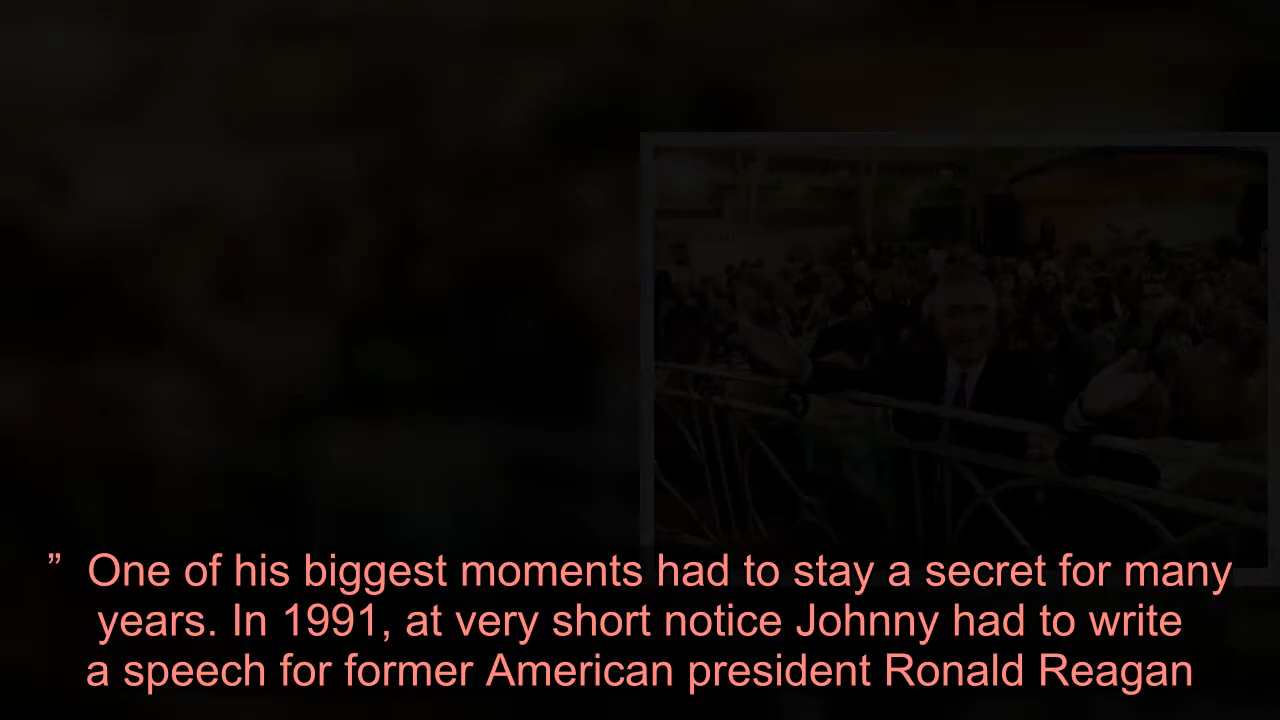 ”  One of his biggest moments had to stay a secret for many
years. In 1991, at very short notice Johnny had to write
a speech for former American president Ronald Reagan